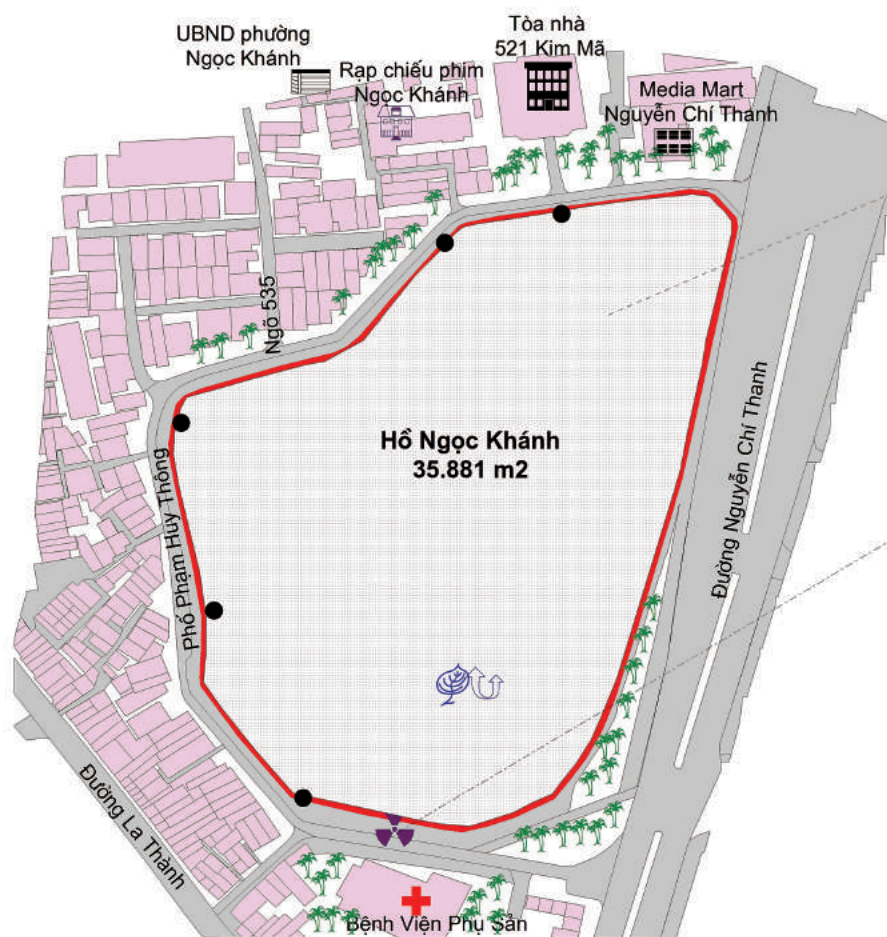 UBND phường
Ngọc Khánh
Rạp chiếu phim
Ngọc Khánh
Tòa nhà
521 Kim Mã
Media Mart
Nguyễn Chí Thanh
Ngõ 535
Hồ Ngọc Khánh
35.881 m2
Phố Phạm Huy Thông
Đường Nguyễn Chí Thanh
Đường La Thành
Bệnh Viện Phụ Sản